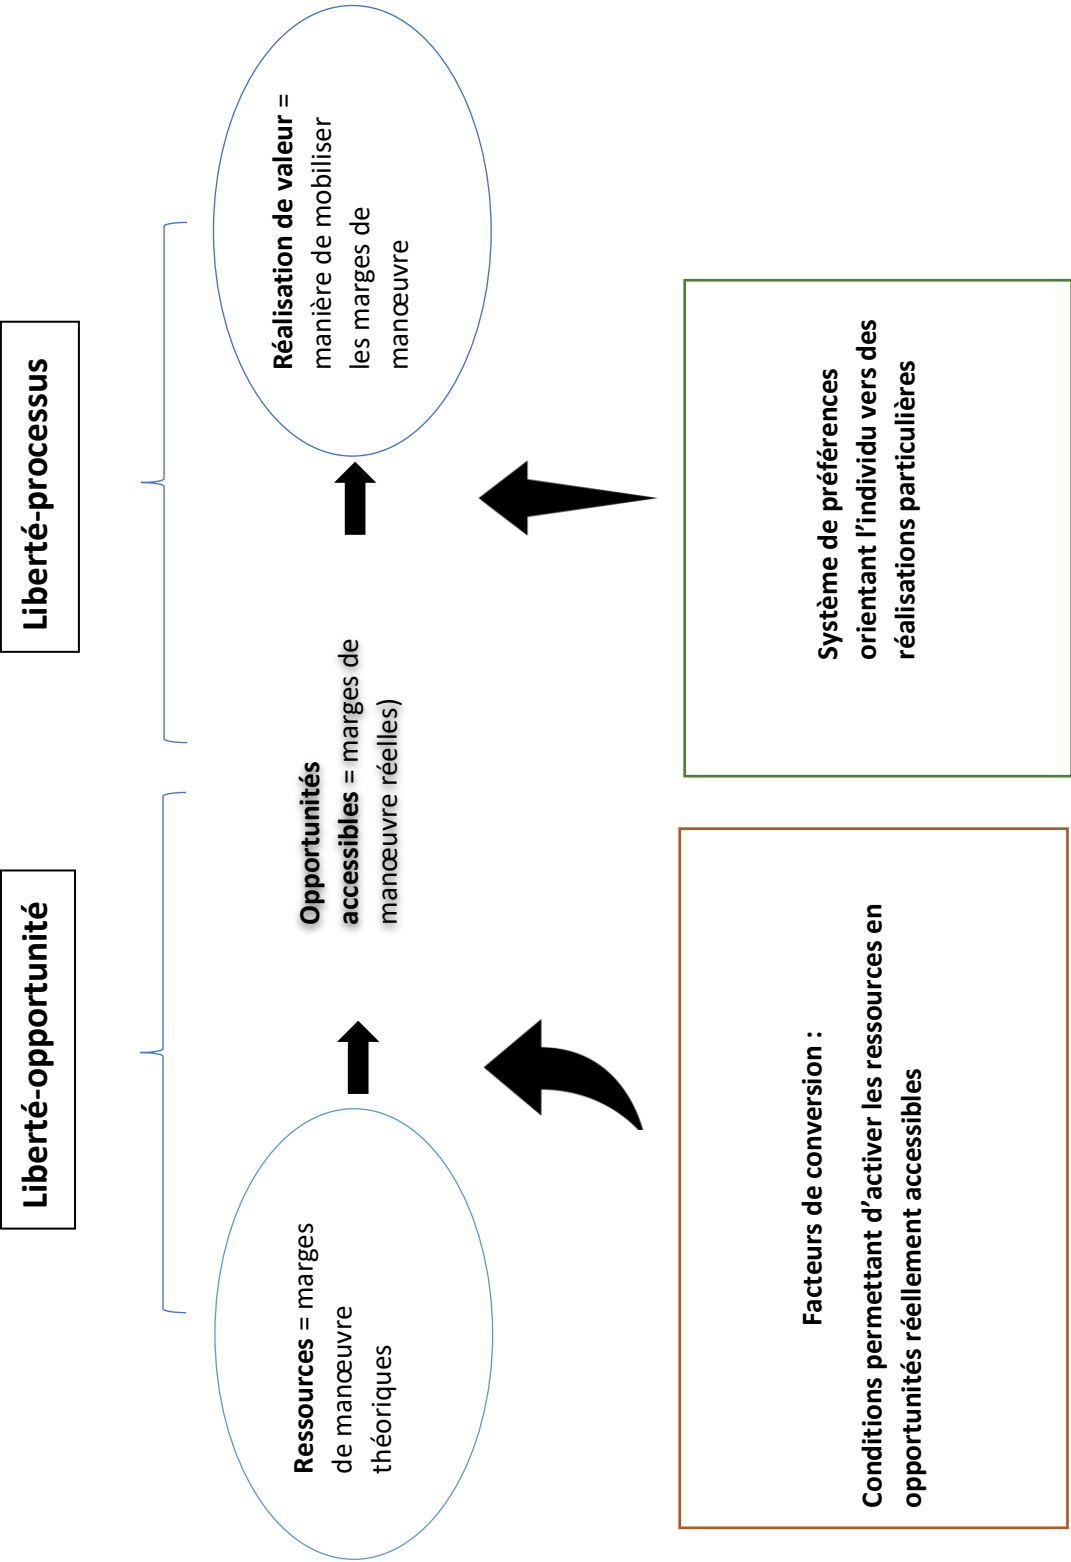 Liberté-opportunité
Liberté-processus
Ressources = marges
de manœuvre
théoriques
Opportunités
accessibles = marges de
manœuvre réelles)
Réalisation de valeur =
manière de mobiliser
les marges de
manœuvre
Facteurs de conversion :
Conditions permettant d’activer les ressources en
opportunités réellement accessibles
Système de préférences
orientant l’individu vers des
réalisations particulières